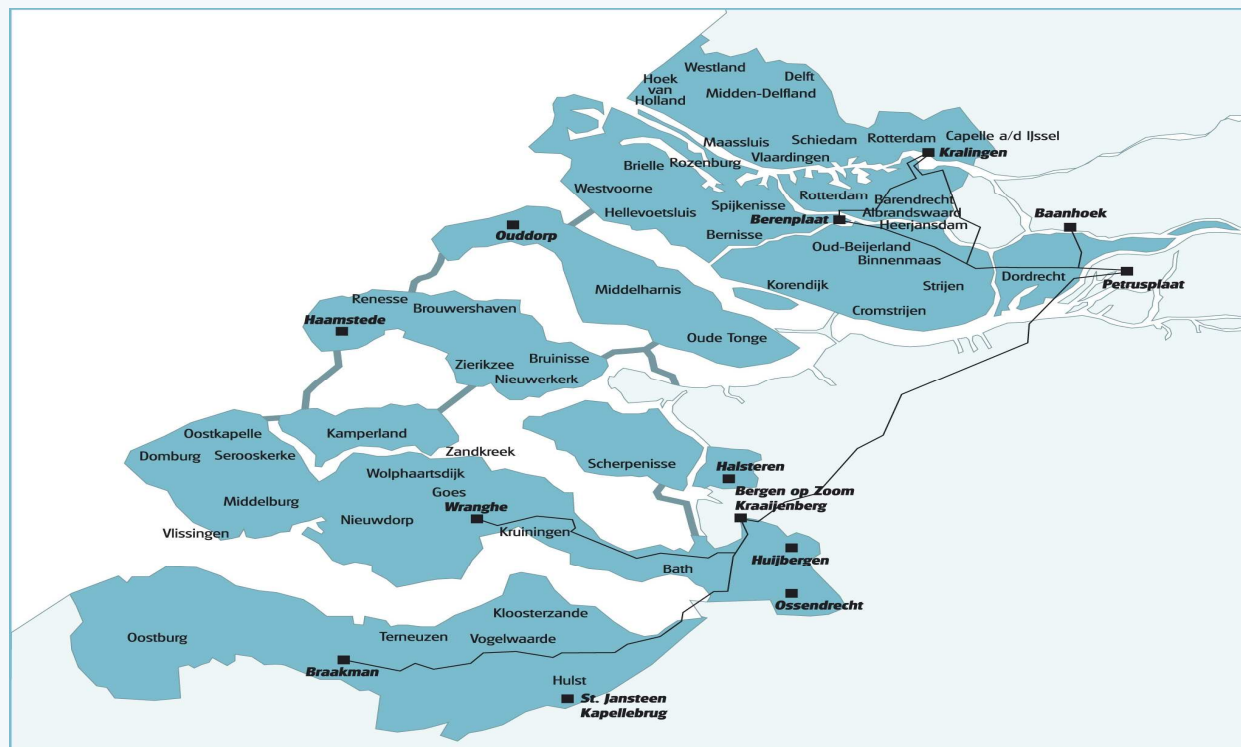 Westland
Delft
Hoek
van
Holland
Midden-Delfland
Maassluis
Schiedam
Rotterdam
Capelle a/d IJssel
Kralingen
Vlaardingen
Brielle
Rozenburg
Westvoorne
Rotterdam
Barendrecht
Spijkenisse
Hellevoetsluis
Albrandswaard
Berenplaat
Heerjansdam
Baanhoek
Bernisse
Ouddorp
Oud-Beijerland
Binnenmaas
Dordrecht
Petrusplaat
Korendijk
Strijen
Middelharnis
Cromstrijen
Renesse
Brouwershaven
Haamstede
Oude Tonge
Bruinisse
Zierikzee
Nieuwerkerk
Oostkapelle
Kamperland
Domburg
Serooskerke
Zandkreek
Scherpenisse
Halsteren
Wolphaartsdijk
Bergen op Zoom
Kraaijenberg
Goes
Middelburg
Wranghe
Nieuwdorp
Vlissingen
Kruiningen
Huijbergen
Bath
Ossendrecht
Kloosterzande
Oostburg
Terneuzen
Vogelwaarde
Braakman
Hulst
St. Jansteen
Kapellebrug